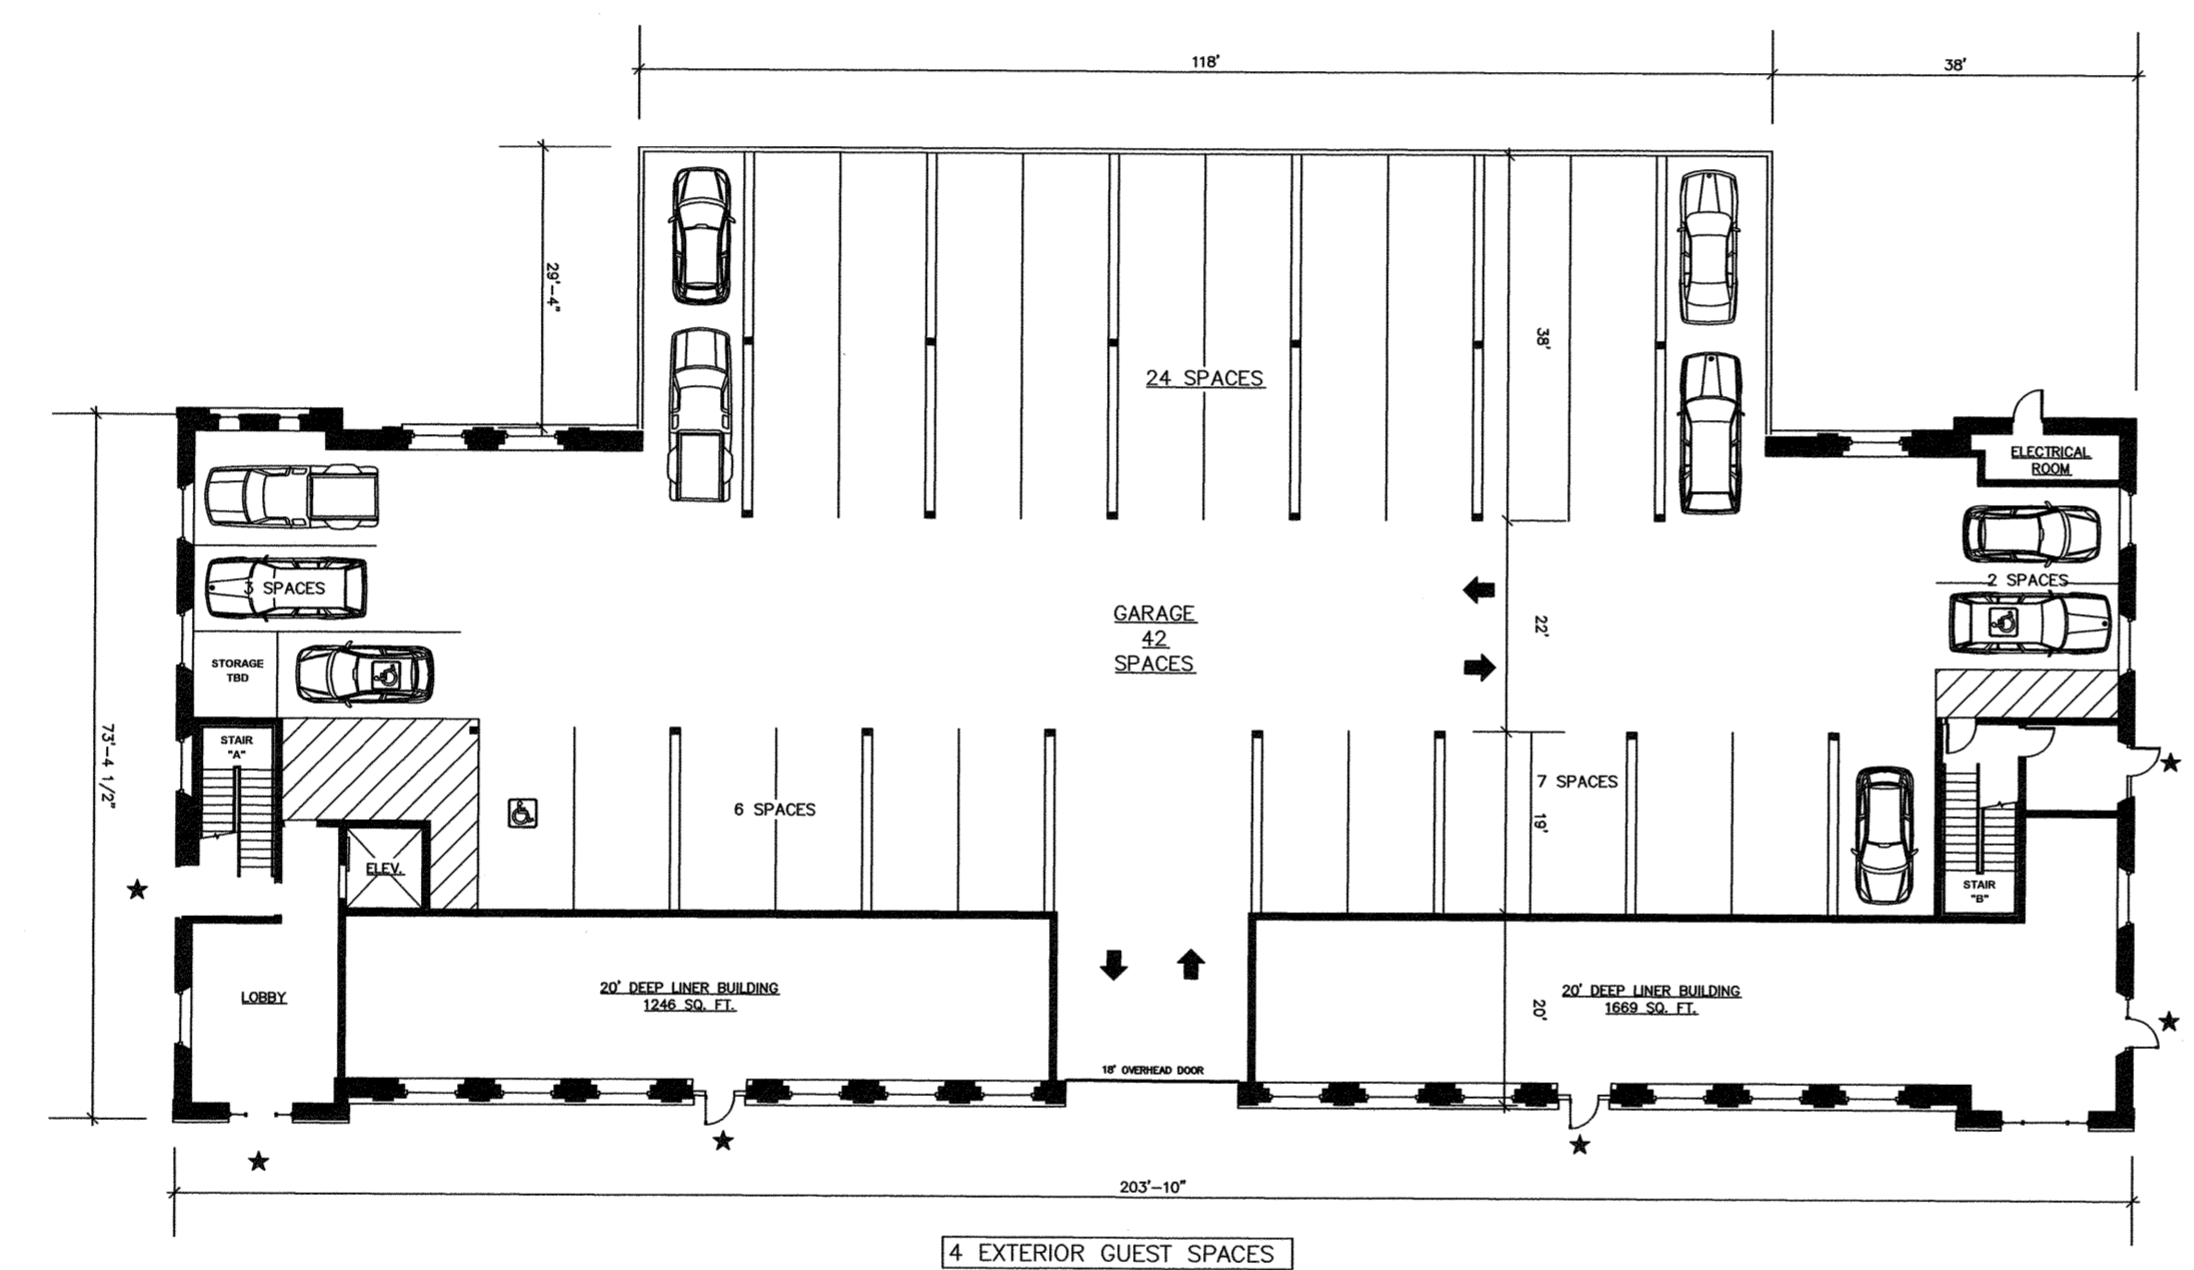 118'
38'
29'-4"
38'
24 SPACES
ELECTRICAL
ROOM
3 SPACES
2 SPACES
GARAGE
42
SPACES
22'
STORAGE
TBD
STAIR
"A"
73'-4 1/2"
6 SPACES
7 SPACES
19'
ELEV.
STAIR
"B"
LOBBY
20' DEEP LINER BUILDING
1246 SQ. FT.
20' DEEP LINER BUILDING
1669 SQ. FT.
20'
18' OVERHEAD DOOR
203'-10"
4 EXTERIOR GUEST SPACES